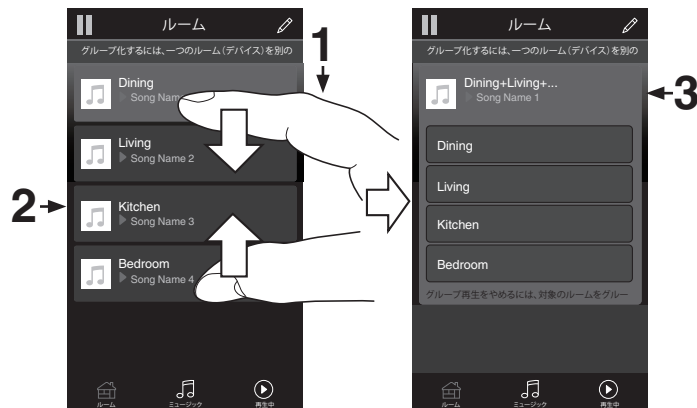 ルーム
グループ化するには、一つのルーム(デバイス)を別の
1
Dining
Song Name
Living
Song Name 2
2
Kitchen
Song Name 3
Bedroom
Song Name 4
ルーム
ミュージック
再生中
ルーム
グループ化するには、一つのルーム(デバイス)を別の
Dining+Living+...
Song Name 1
3
Dining
Living
Kitchen
Bedroom
グループ再生をやめるには、対象のルームをグルー
ルーム
ミュージック
再生中